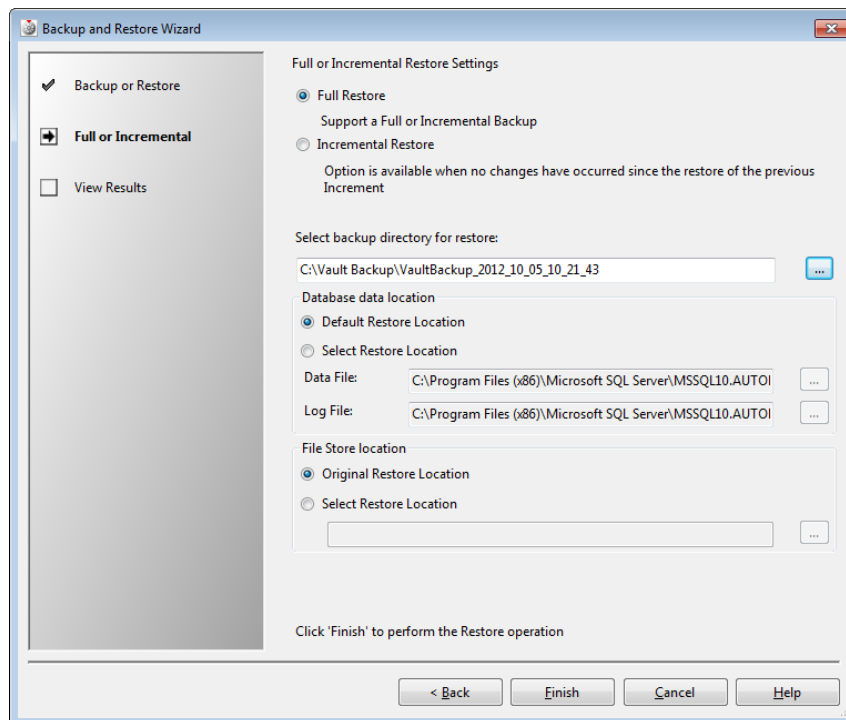 Backup and Restore Wizard
Backup or Restore
Full or Incremental
View Results
Full or Incremental Restore Settings
Full Restore
Support a Full or Incremental Backup
Incremental Restore
Option is available when no changes have occurred since the restore of the previous
Increment
Select backup directory for restore:
C:\Vault Backup\VaultBackup_2012_10_05_10_21_43
...
Database data location
Default Restore Location
Select Restore Location
Data File:
C:\Program Files (x86)\Microsoft SQL Server\MSSQL10.AUTOI
...
Log File:
C:\Program Files (x86)\Microsoft SQL Server\MSSQL10.AUTOI
...
File Store location
Original Restore Location
Select Restore Location
...
Click 'Finish' to perform the Restore operation
< Back
Finish
Cancel
Help